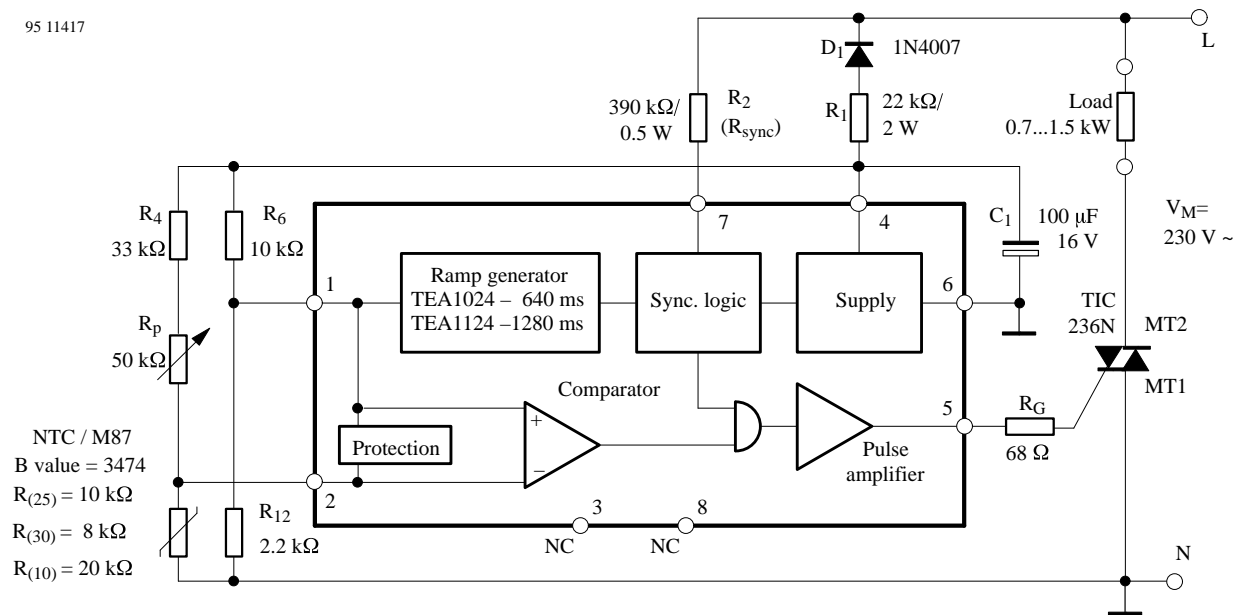 95 11417
L
D1
1N4007
390 kΩ/
0.5 W
R2
(Rsync)
R1
22 kΩ/
2 W
Load
0.7...1.5 kW
R4
33 kΩ
R6
10 kΩ
7
4
C1
100 μF
16 V
VM=
230 V ~
1
Ramp generator
TEA1024 – 640 ms
TEA1124 –1280 ms
Sync. logic
Supply
6
TIC
236N
MT2
MT1
Rp
50 kΩ
Comparator
+
−
Protection
Pulse
amplifier
5
RG
68 Ω
NTC / M87
B value = 3474
R(25) = 10 kΩ
R(30) = 8 kΩ
R(10) = 20 kΩ
2
R12
2.2 kΩ
3
NC
8
NC
N